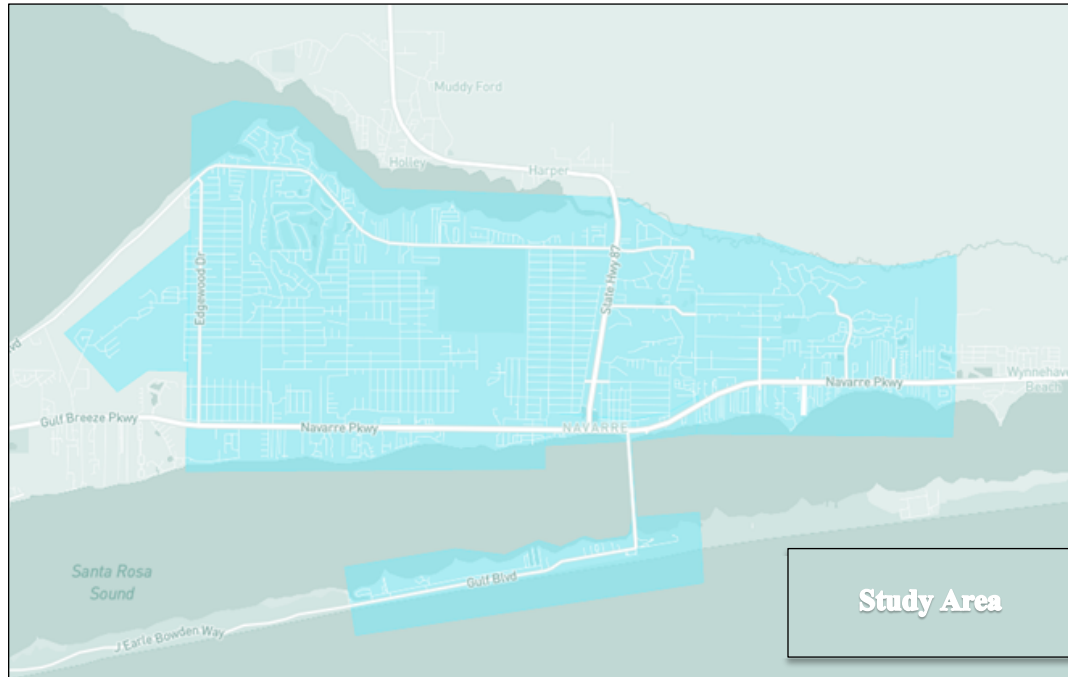 Muddy Ford
Holley
Harper
State Hwy 87
Edgewood Dr
Navarre Pkwy
Wynnehaven
Beach
Gulf Breeze Pkwy
Navarre Pkwy
NAVARRE
Santa Rosa
Sound
Gulf Blvd
J Earle Bowden Way
Study Area